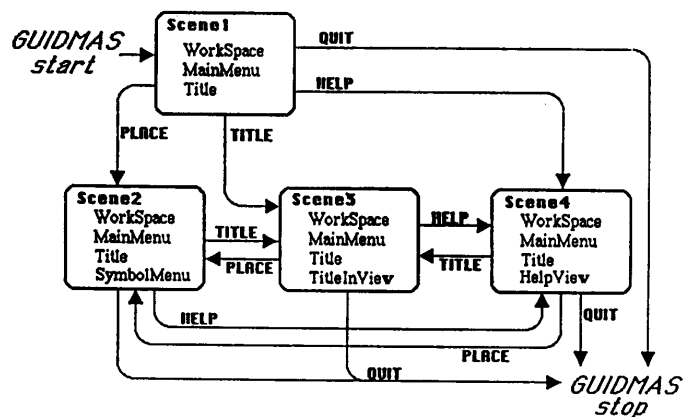 GUIDMAS
start
Scene1
WorkSpace
MainMenu
Title
QUIT
HELP
PLACE
TITLE
Scene2
WorkSpace
MainMenu
Title
SymbolMenu
TITLE
PLACE
Scene3
WorkSpace
MainMenu
Title
TitleInView
HELP
TITLE
Scene4
WorkSpace
MainMenu
Title
HelpView
HELP
PLACE
QUIT
QUIT
GUIDMAS
stop